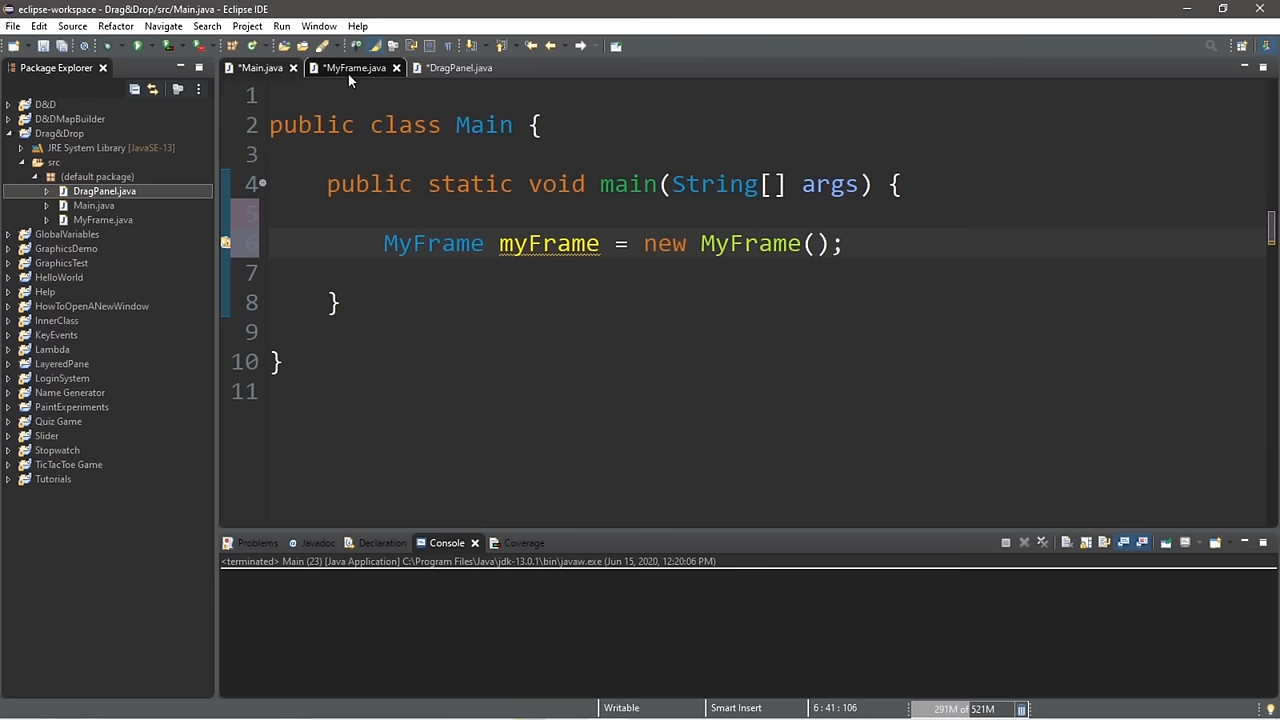 eclipse-workspace - Drag&Drop/src/Main.java - Eclipse IDE
File Edit Source Refactor Navigate Search Project Run Window Help
Package Explorer
*Main.java *MyFrame.java *DragPanel.java
D&D
D&DMapBuilder
Drag&Drop
JRE System Library [JavaSE-13]
src
(default package)
DragPanel.java
Main.java
MyFrame.java
GlobalVariables
GraphicsDemo
GraphicsTest
HelloWorld
Help
HowToOpenANewWindow
InnerClass
KeyEvents
Lambda
LayeredPane
LoginSystem
Name Generator
PaintExperiments
Quiz Game
Slider
Stopwatch
TicTacToe Game
Tutorials
1
2 public class Main {
3
4 public static void main(String[] args) {
5
6 MyFrame myFrame = new MyFrame();
7
8 }
9
10 }
11
Problems Javadoc Declaration Console Coverage
<terminated> Main (23) [Java Application] C:\Program Files\Java\jdk-13.0.1\bin\javaw.exe (Jun 15, 2020, 12:20:06 PM)
Writable Smart Insert 6 : 41 : 106 291M of 521M